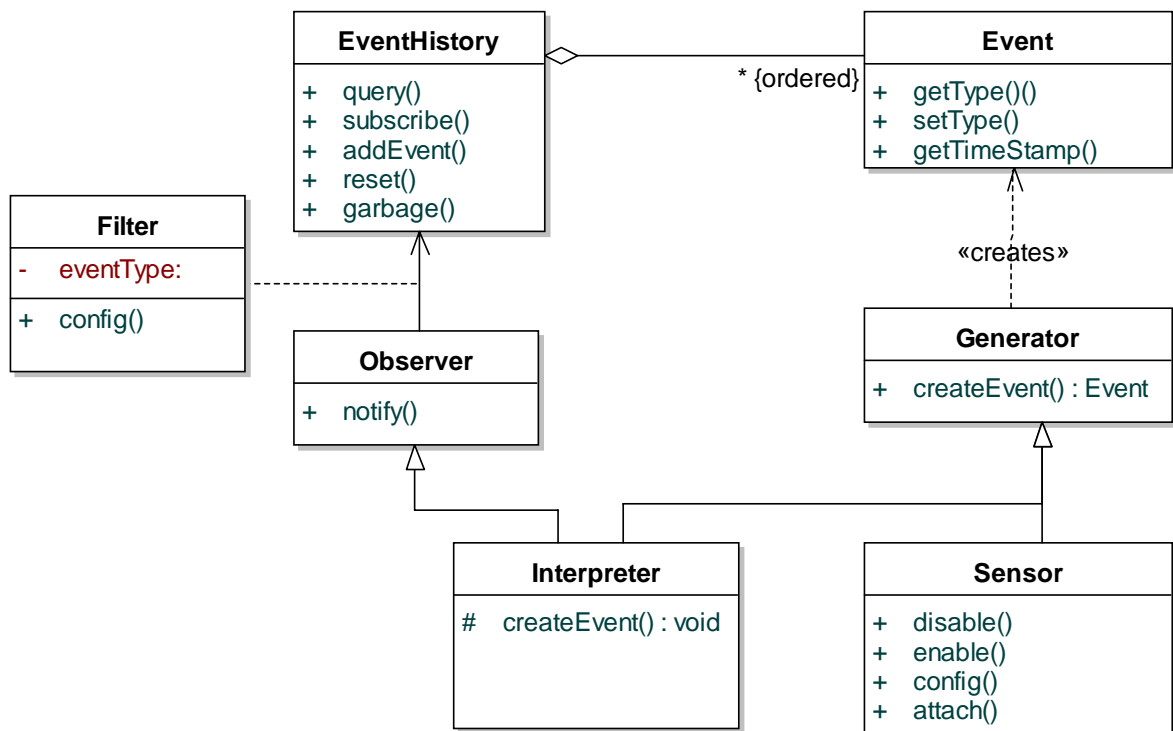 EventHistory
+ query()
+ subscribe()
+ addEvent()
+ reset()
+ garbage()
* {ordered}
Event
+ getType()()
+ setType()
+ getTimeStamp()
Filter
- eventType:
+ config()
«creates»
Observer
+ notify()
Generator
+ createEvent() : Event
Interpreter
# createEvent() : void
Sensor
+ disable()
+ enable()
+ config()
+ attach()